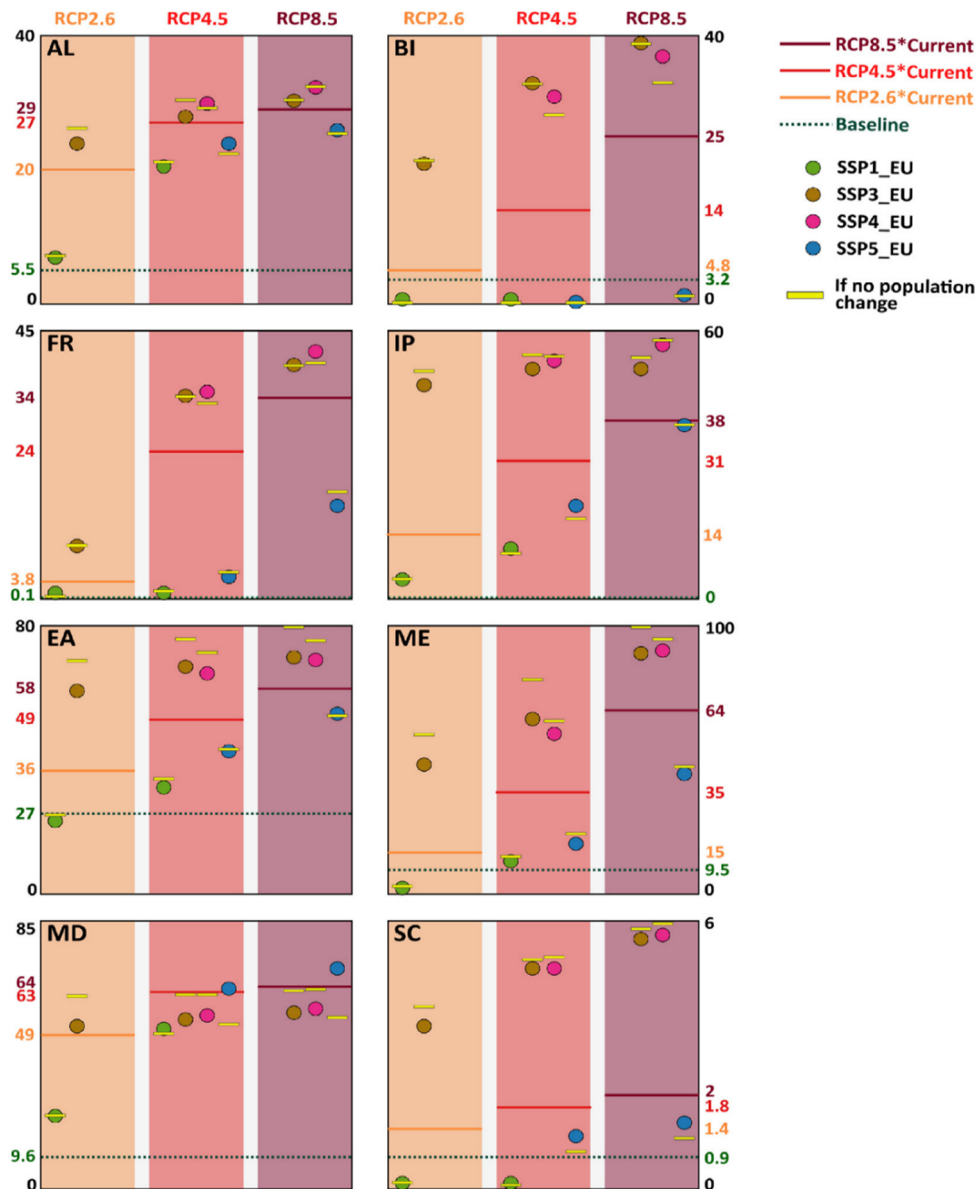 RCP2.6 RCP4.5 RCP8.5 RCP2.6 RCP4.5 RCP8.5
40 AL BI 40
RCP8.5*Current
RCP4.5*Current
RCP2.6*Current
Baseline
SSP1_EU
SSP3_EU
SSP4_EU
SSP5_EU
If no population
change
29
27
20
5.5
0
25
14
4.8
3.2
0
45 FR IP 60
34
24
3.8
0.1
38
31
14
0
80 EA ME 100
58
49
36
27
0
64
35
15
9.5
0
85 MD SC 6
64
63
49
9.6
0
2
1.8
1.4
0.9
0